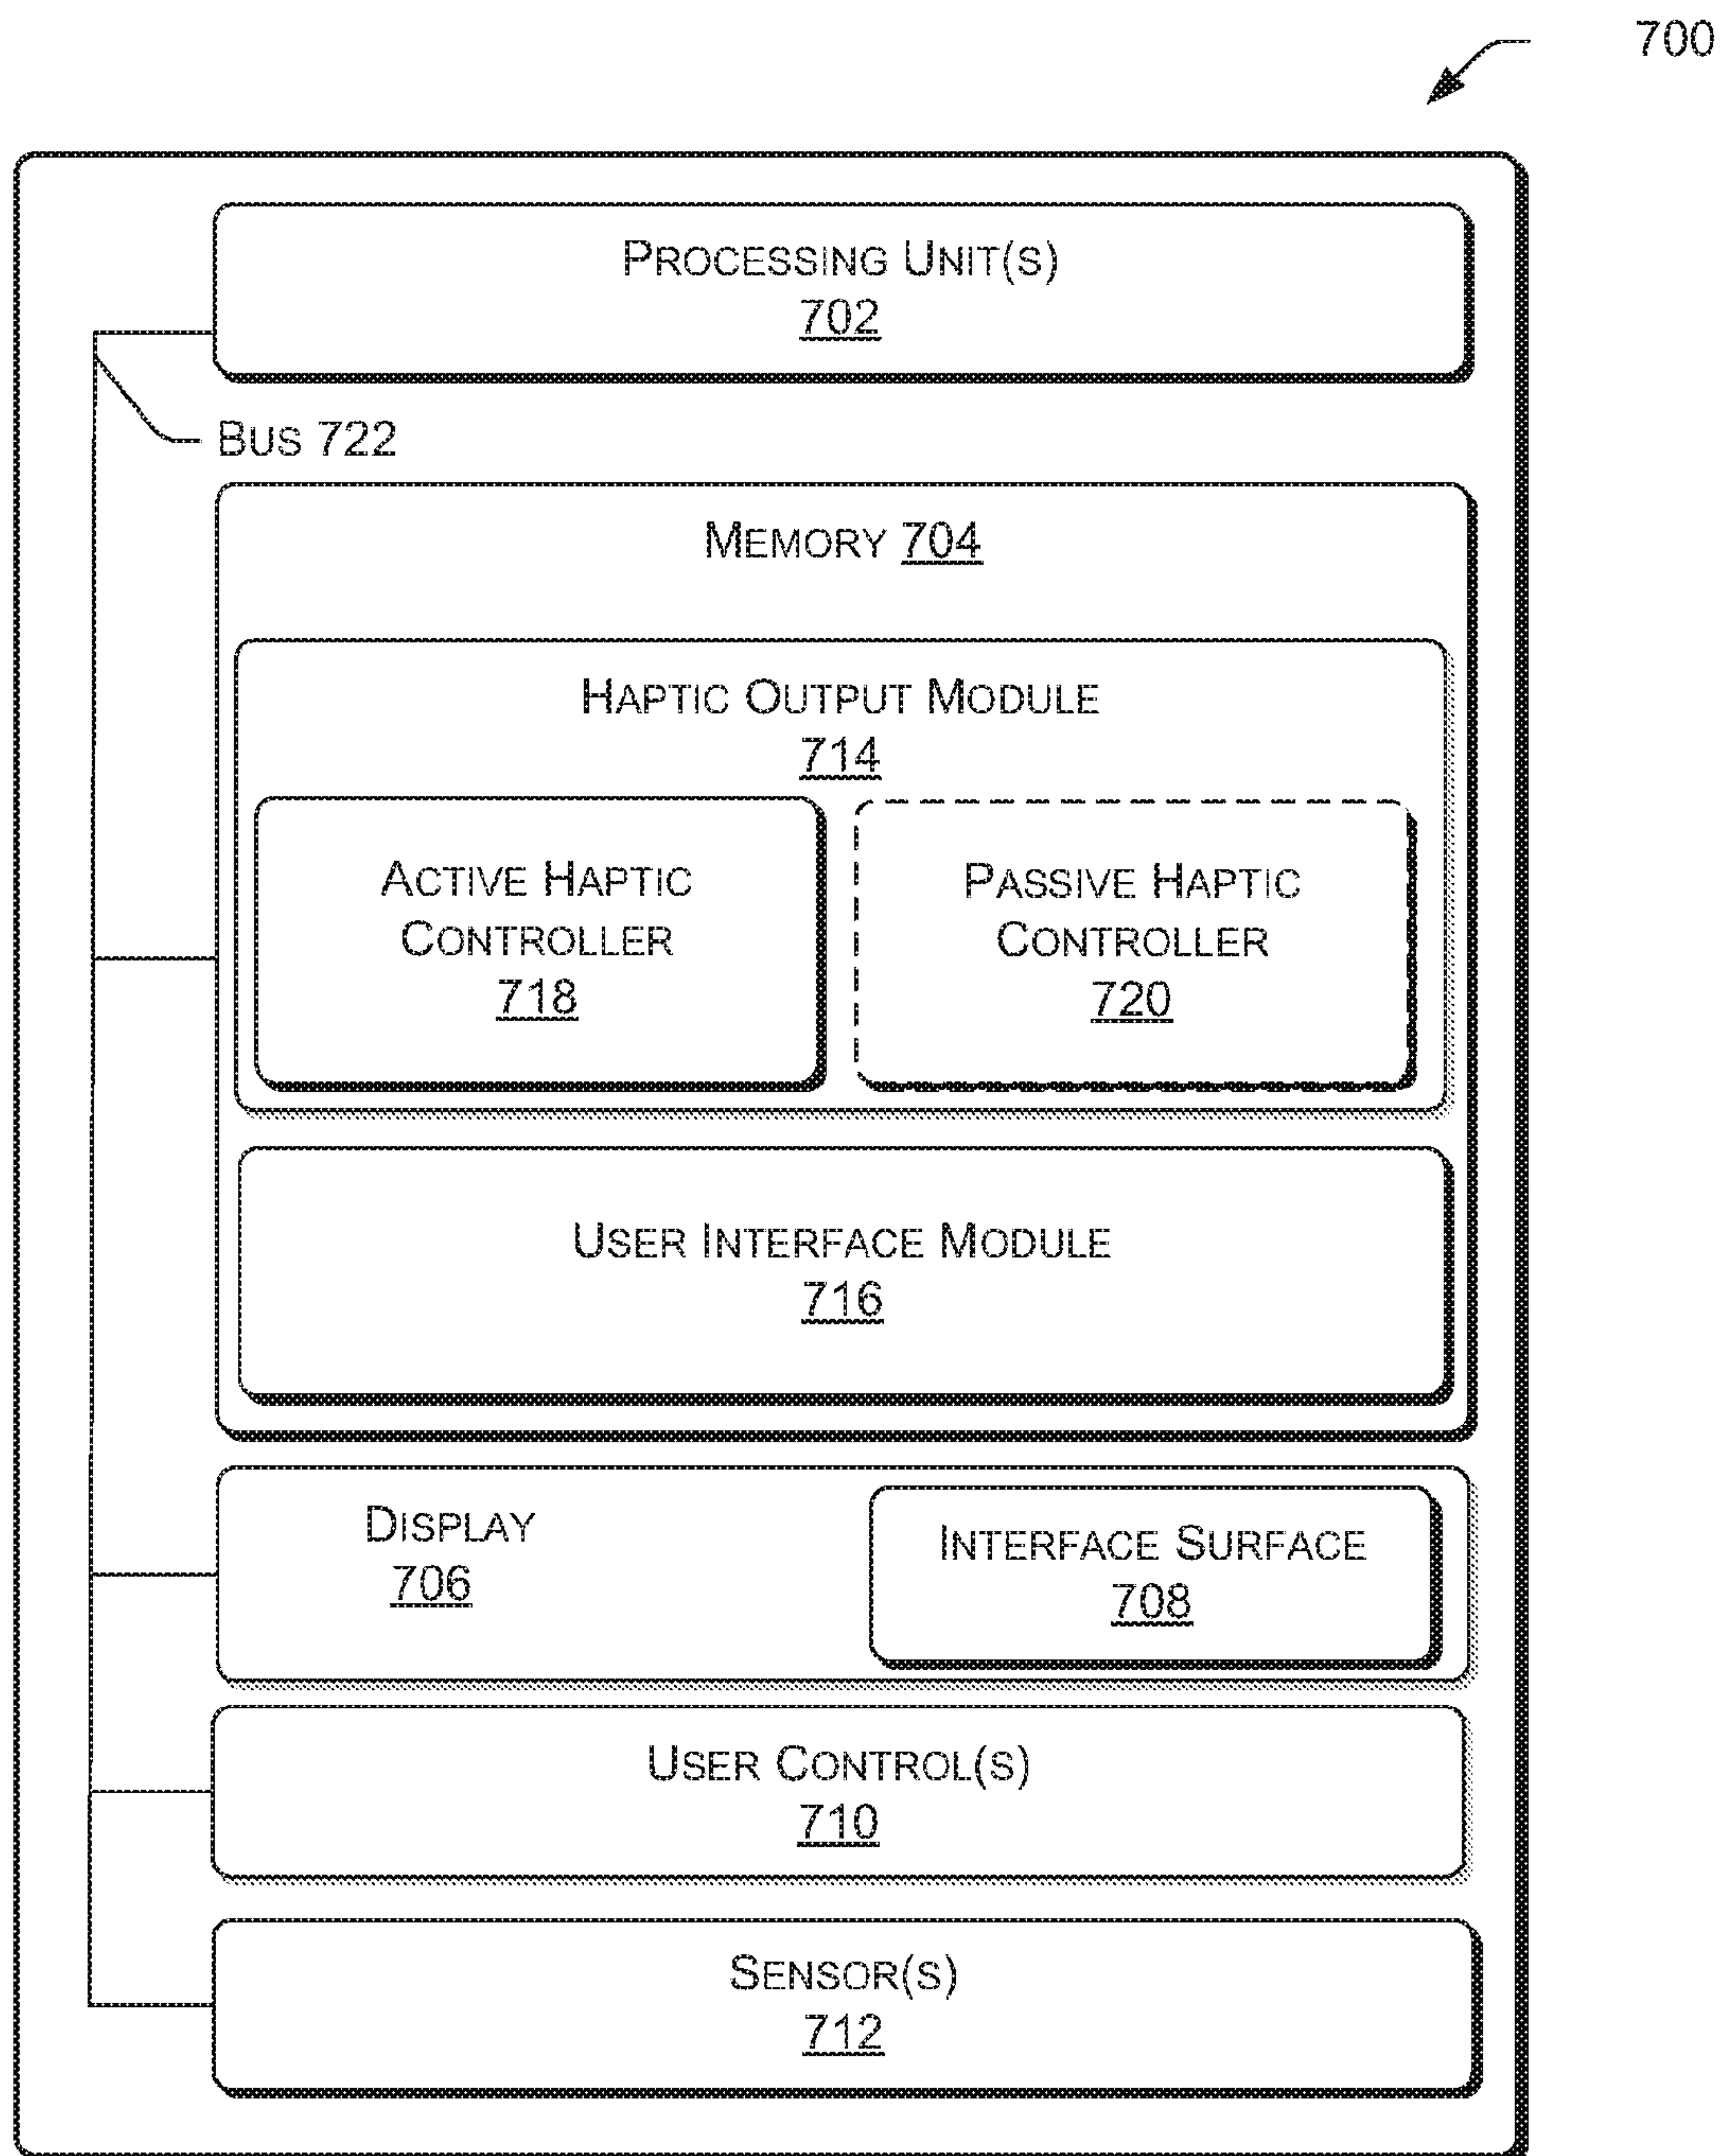 700
PROCESSING UNIT(S)
702
BUS 722
MEMORY 704
HAPTIC OUTPUT MODULE
714
ACTIVE HAPTIC
CONTROLLER
718
PASSIVE HAPTIC
CONTROLLER
720
USER INTERFACE MODULE
716
DISPLAY
706
INTERFACE SURFACE
708
USER CONTROL(S)
710
SENSOR(S)
712